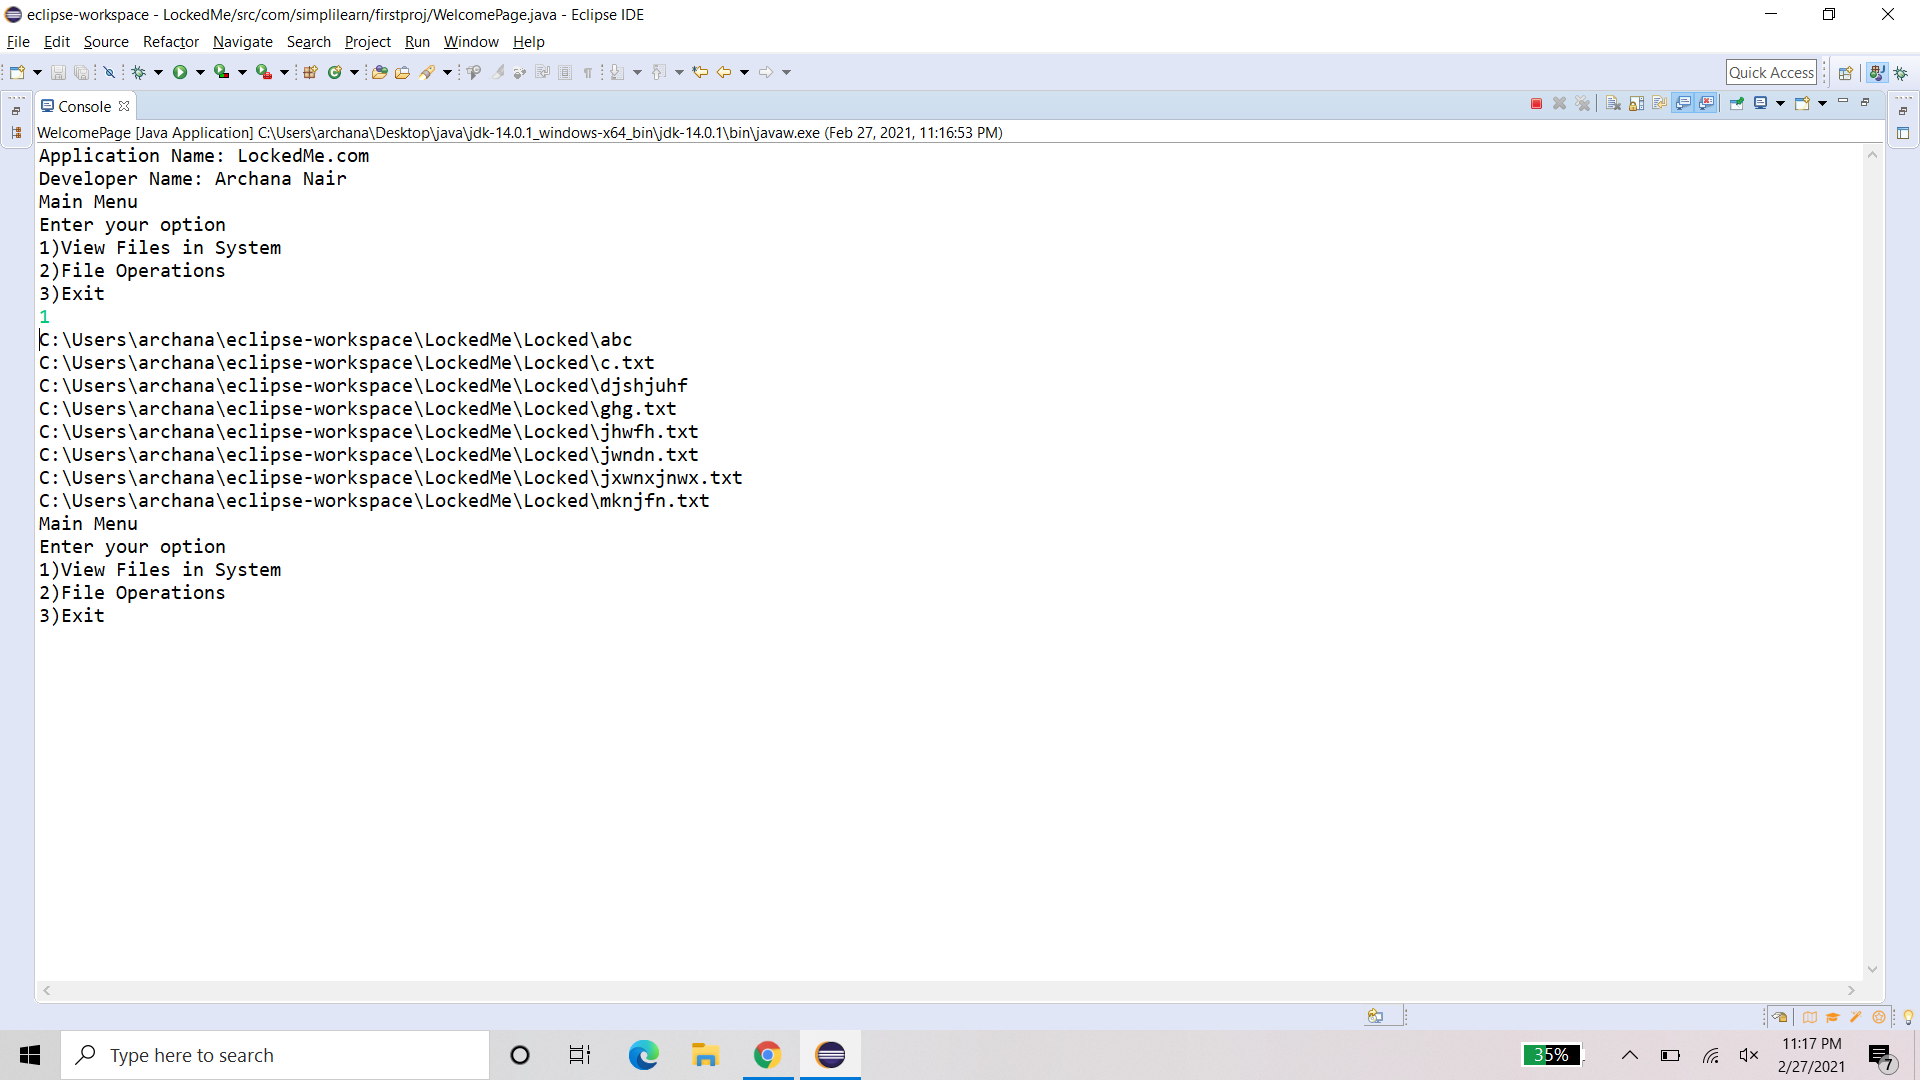 eclipse-workspace - LockedMe/src/com/simplilearn/firstproj/WelcomePage.java - Eclipse IDE
File Edit Source Refactor Navigate Search Project Run Window Help
Quick Access
Console
WelcomePage [Java Application] C:\Users\archana\Desktop\java\jdk-14.0.1_windows-x64_bin\jdk-14.0.1\bin\javaw.exe (Feb 27, 2021, 11:16:53 PM)
Application Name: LockedMe.com
Developer Name: Archana Nair
Main Menu
Enter your option
1)View Files in System
2)File Operations
3)Exit
1
C:\Users\archana\eclipse-workspace\LockedMe\Locked\abc
C:\Users\archana\eclipse-workspace\LockedMe\Locked\c.txt
C:\Users\archana\eclipse-workspace\LockedMe\Locked\djshjuhf
C:\Users\archana\eclipse-workspace\LockedMe\Locked\ghg.txt
C:\Users\archana\eclipse-workspace\LockedMe\Locked\jhwfh.txt
C:\Users\archana\eclipse-workspace\LockedMe\Locked\jwndn.txt
C:\Users\archana\eclipse-workspace\LockedMe\Locked\jxwnxjnwx.txt
C:\Users\archana\eclipse-workspace\LockedMe\Locked\mknjfn.txt
Main Menu
Enter your option
1)View Files in System
2)File Operations
3)Exit
Type here to search
35%
11:17 PM
2/27/2021
7